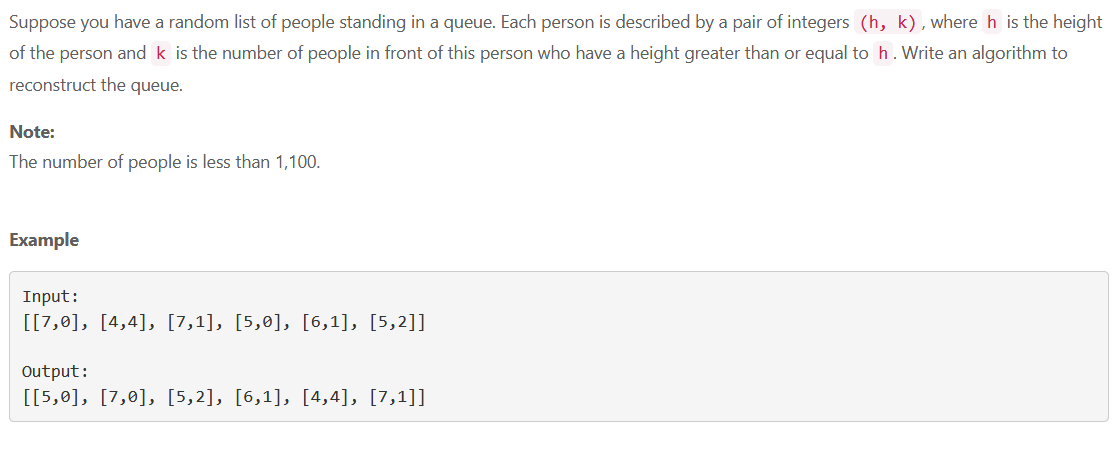 Suppose you have a random list of people standing in a queue. Each person is described by a pair of integers (h, k), where h is the height
of the person and k is the number of people in front of this person who have a height greater than or equal to h. Write an algorithm to
reconstruct the queue.
Note:
The number of people is less than 1,100.
Example
Input:
[[7,0], [4,4], [7,1], [5,0], [6,1], [5,2]]
Output:
[[5,0], [7,0], [5,2], [6,1], [4,4], [7,1]]